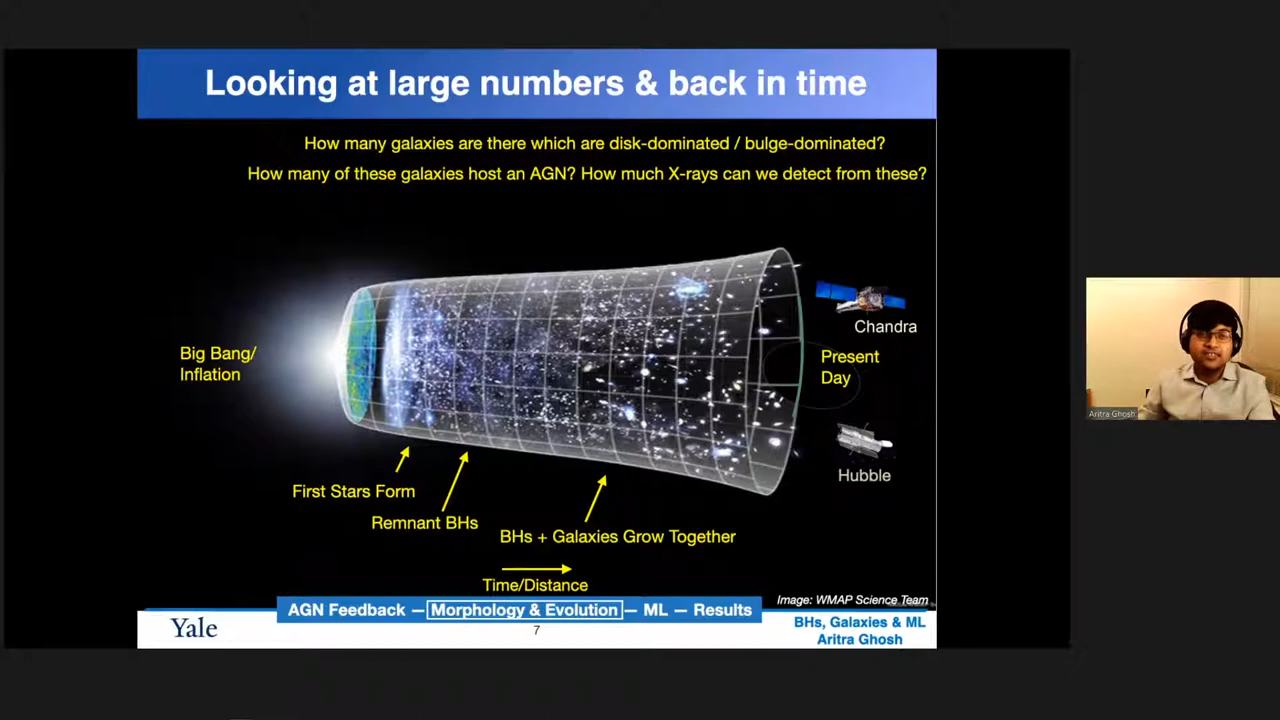 Looking at large numbers & back in time
How many galaxies are there which are disk-dominated / bulge-dominated?
How many of these galaxies host an AGN? How much X-rays can we detect from these?
Chandra
Big Bang/
Inflation
Present
Day
Aritra Ghosh
Hubble
First Stars Form
Remnant BHs
BHs + Galaxies Grow Together
Time/Distance
Image: WMAP Science Team
AGN Feedback — Morphology & Evolution — ML — Results
Yale
7
BHs, Galaxies & ML
Aritra Ghosh